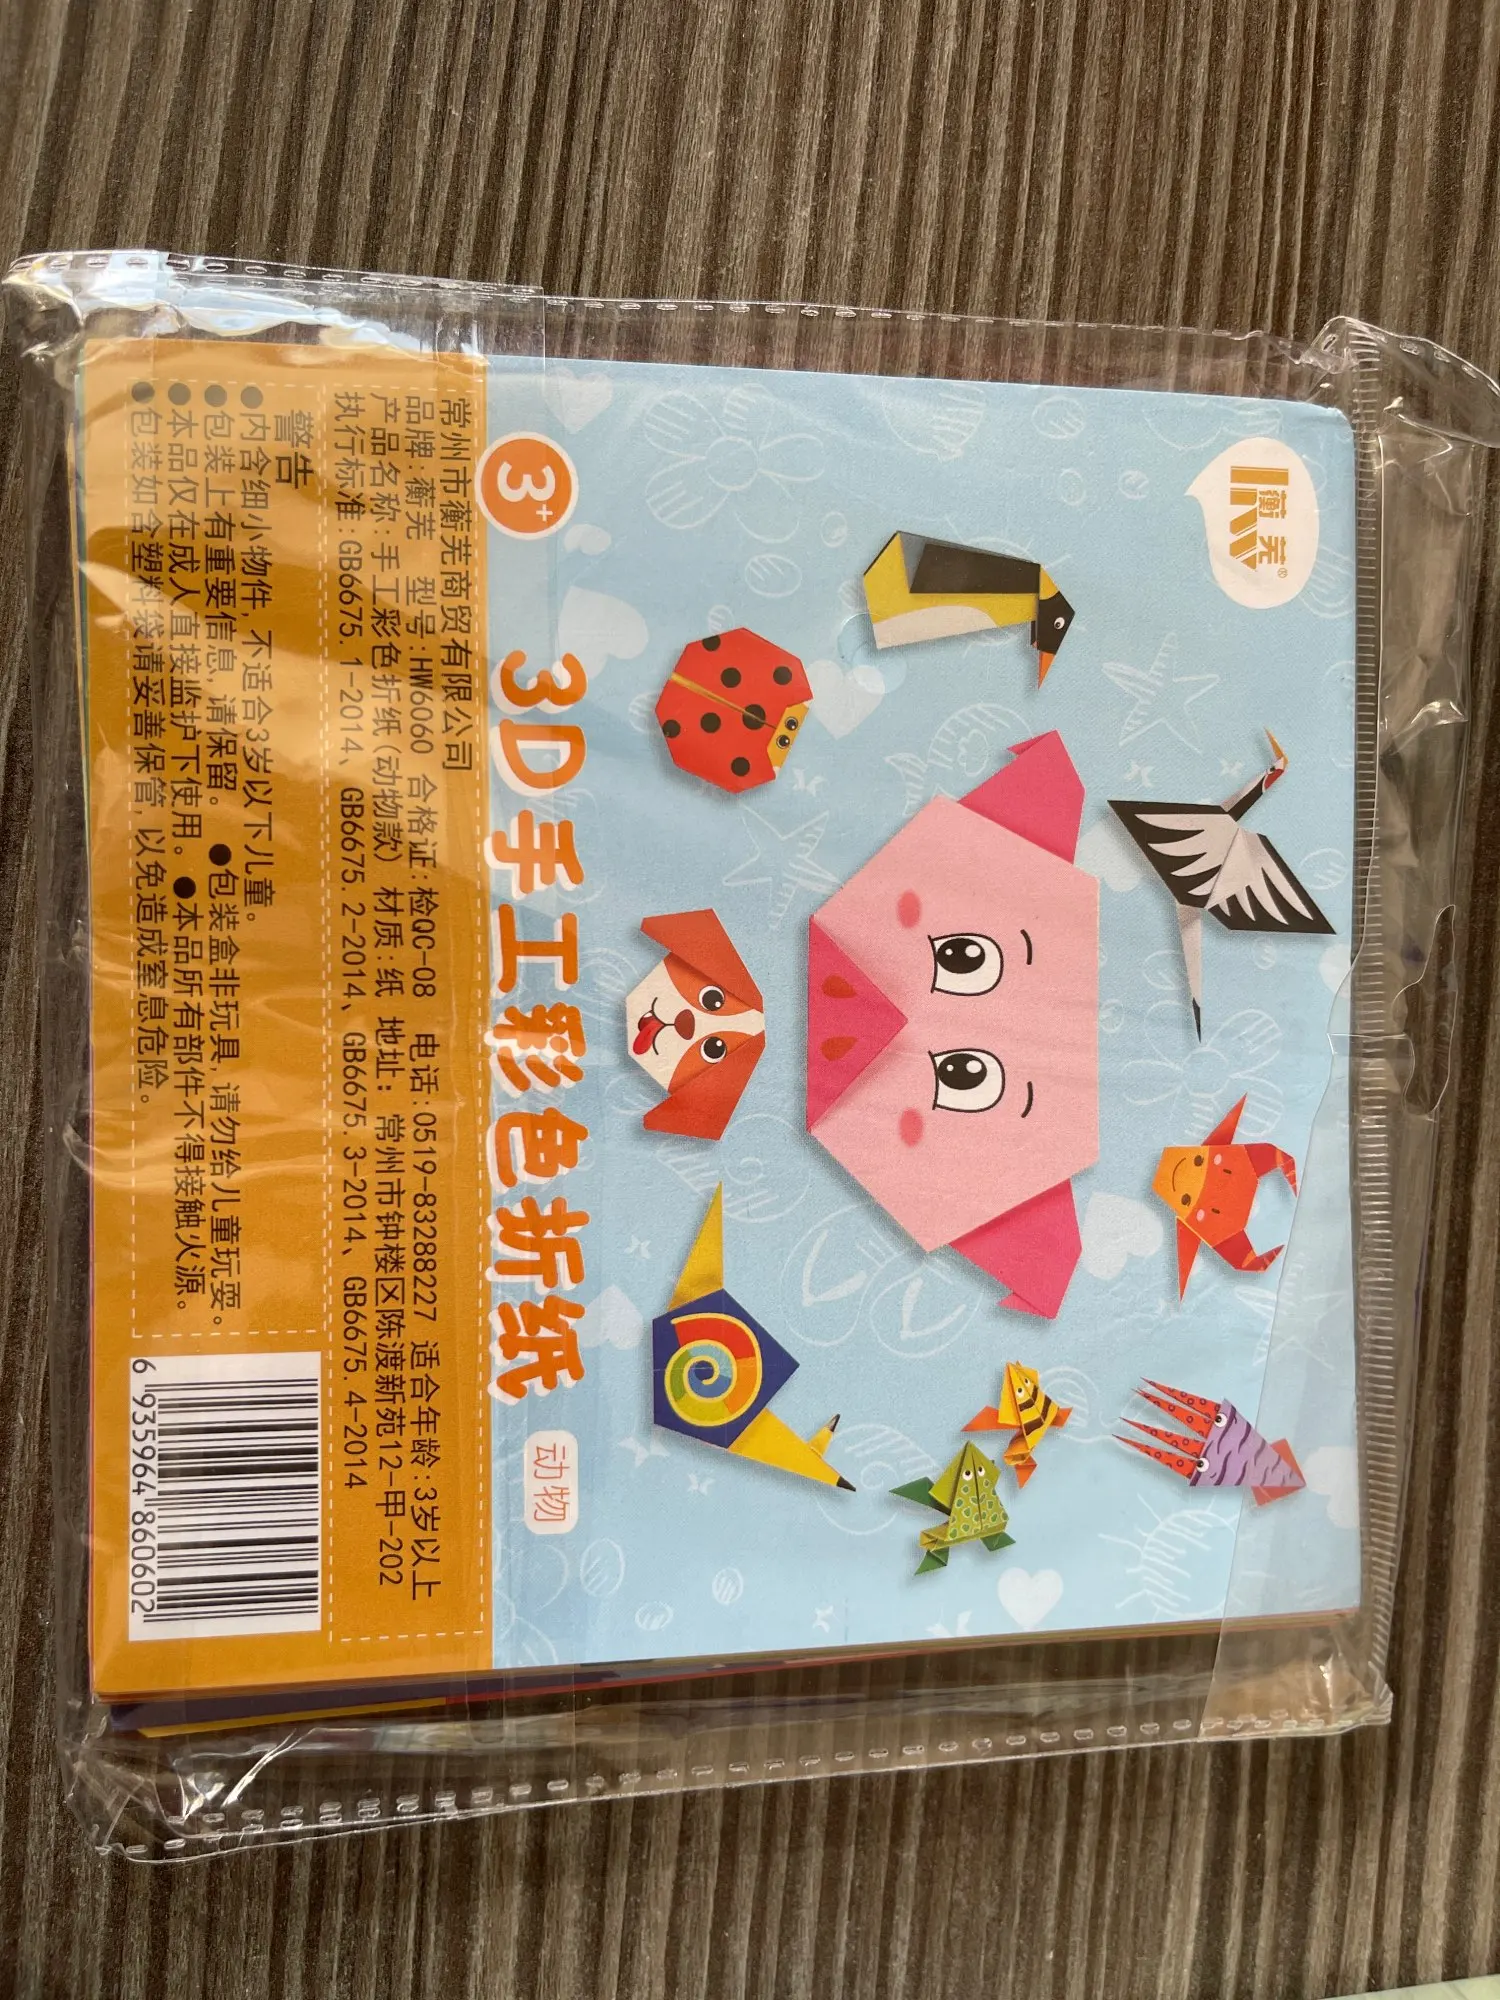 衡芜®
HW
3D手工彩色折纸
动物
3+
常州市蘅芜商贸有限公司
品牌:蘅芜 型号:HW6060 合格证:检QC-08 电话:0519-83288227 适合年龄:3岁以上
产品名称:手工彩色折纸(动物款) 材质:纸 地址:常州市钟楼区陈渡新苑12-甲-202
执行标准:GB6675.1-2014、GB6675.2-2014、GB6675.3-2014、GB6675.4-2014
警告
●内含细小物件,不适合3岁以下儿童。
●包装上有重要信息,请保留。 ●包装盒非玩具,请勿给儿童玩耍。
●本品仅在成人直接监护下使用。 ●本品所有部件不得接触火源。
●包装如含塑料袋请妥善保管,以免造成窒息危险。
6 935964 860602